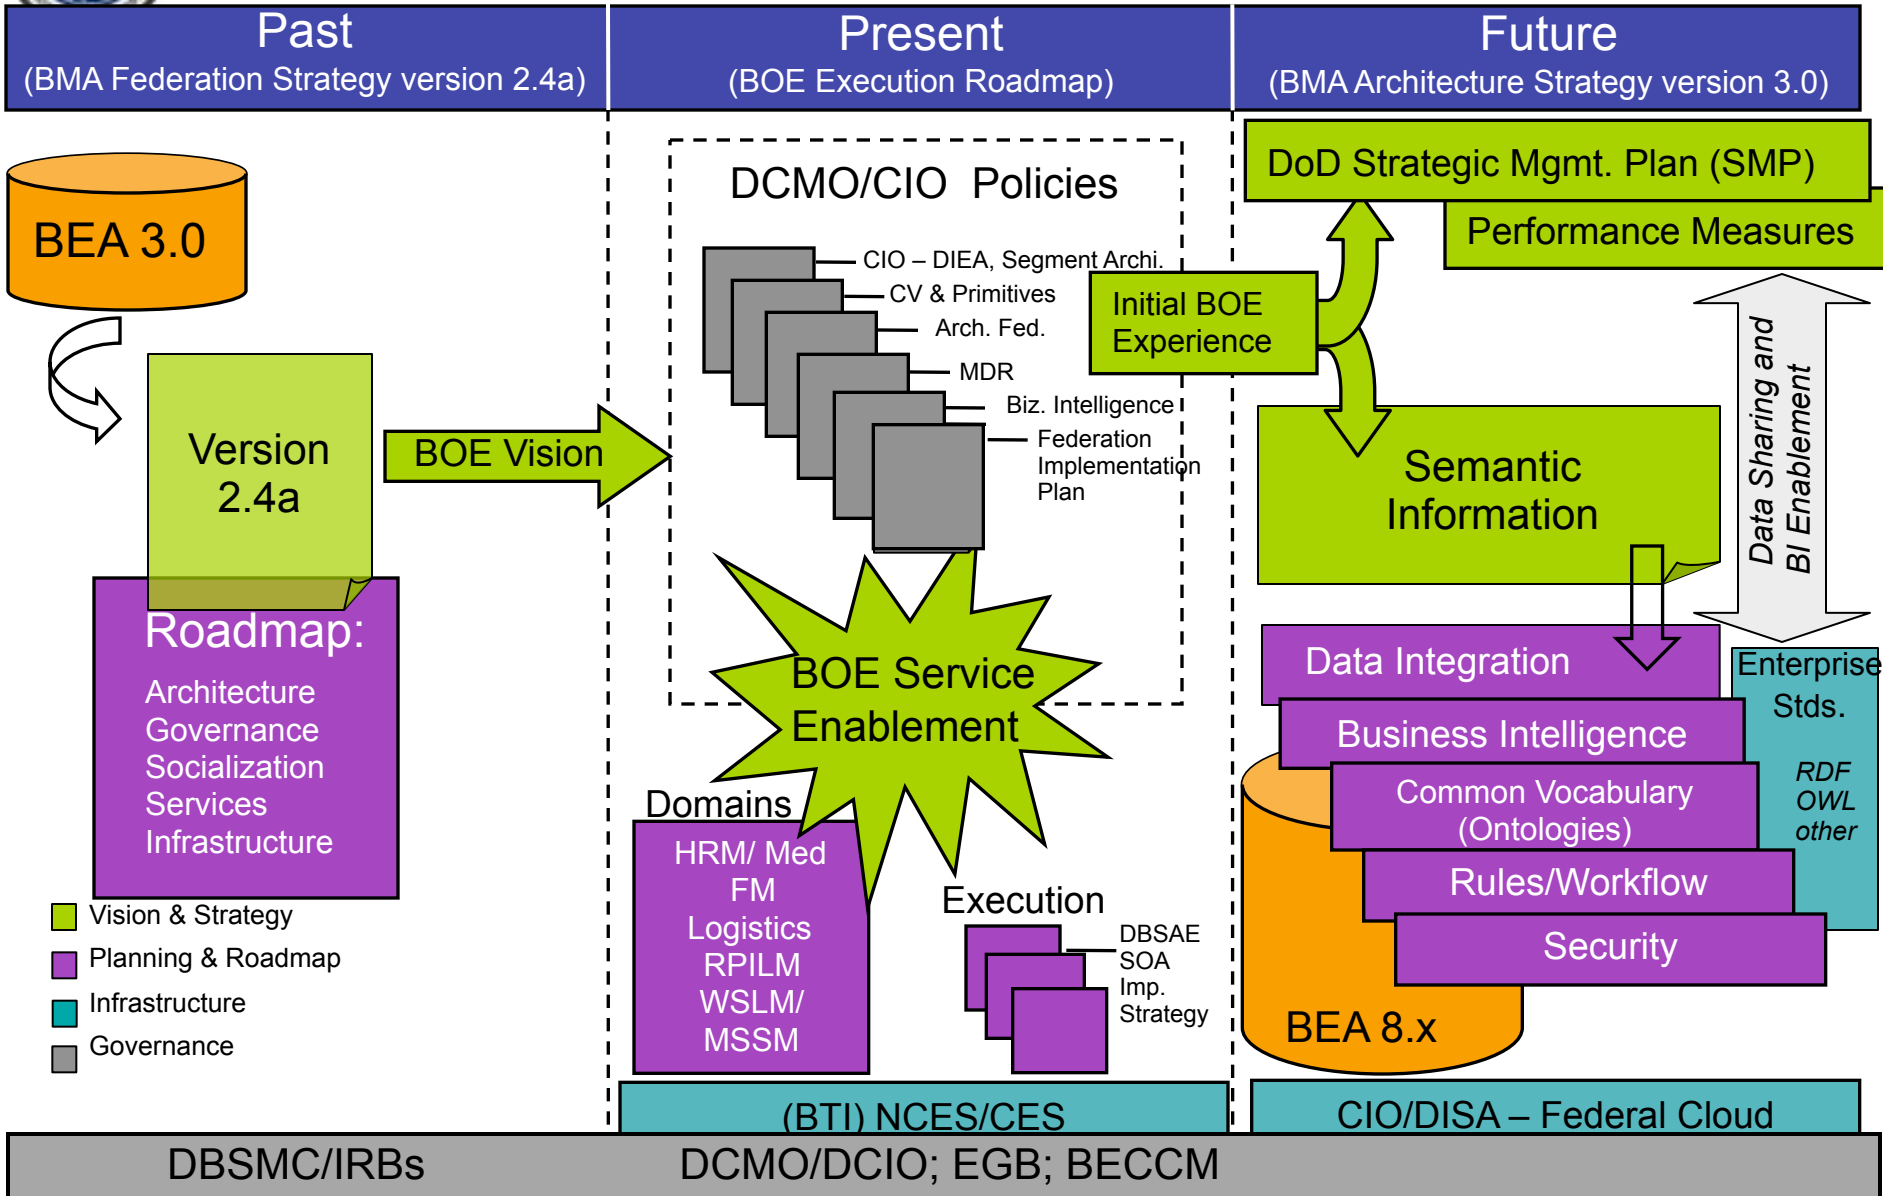 Past
(BMA Federation Strategy version 2.4a)
Present
(BOE Execution Roadmap)
Future
(BMA Architecture Strategy version 3.0)
BEA 3.0
Version
2.4a
Roadmap:
Architecture
Governance
Socialization
Services
Infrastructure
Vision & Strategy
Planning & Roadmap
Infrastructure
Governance
BOE Vision
DCMO/CIO Policies
CIO – DIEA, Segment Archi.
CV & Primitives
Arch. Fed.
MDR
Biz. Intelligence
Federation
Implementation
Plan
BOE Service
Enablement
Domains
HRM/ Med
FM
Logistics
RPILM
WSLM/
MSSM
Execution
DBSAE
SOA
Imp.
Strategy
(BTI) NCES/CES
Initial BOE
Experience
DoD Strategic Mgmt. Plan (SMP)
Performance Measures
Data Sharing and
BI Enablement
Semantic
Information
Data Integration
Business Intelligence
Common Vocabulary
(Ontologies)
Rules/Workflow
Security
Enterprise
Stds.
RDF
OWL
other
BEA 8.x
CIO/DISA – Federal Cloud
DBSMC/IRBs
DCMO/DCIO; EGB; BECCM